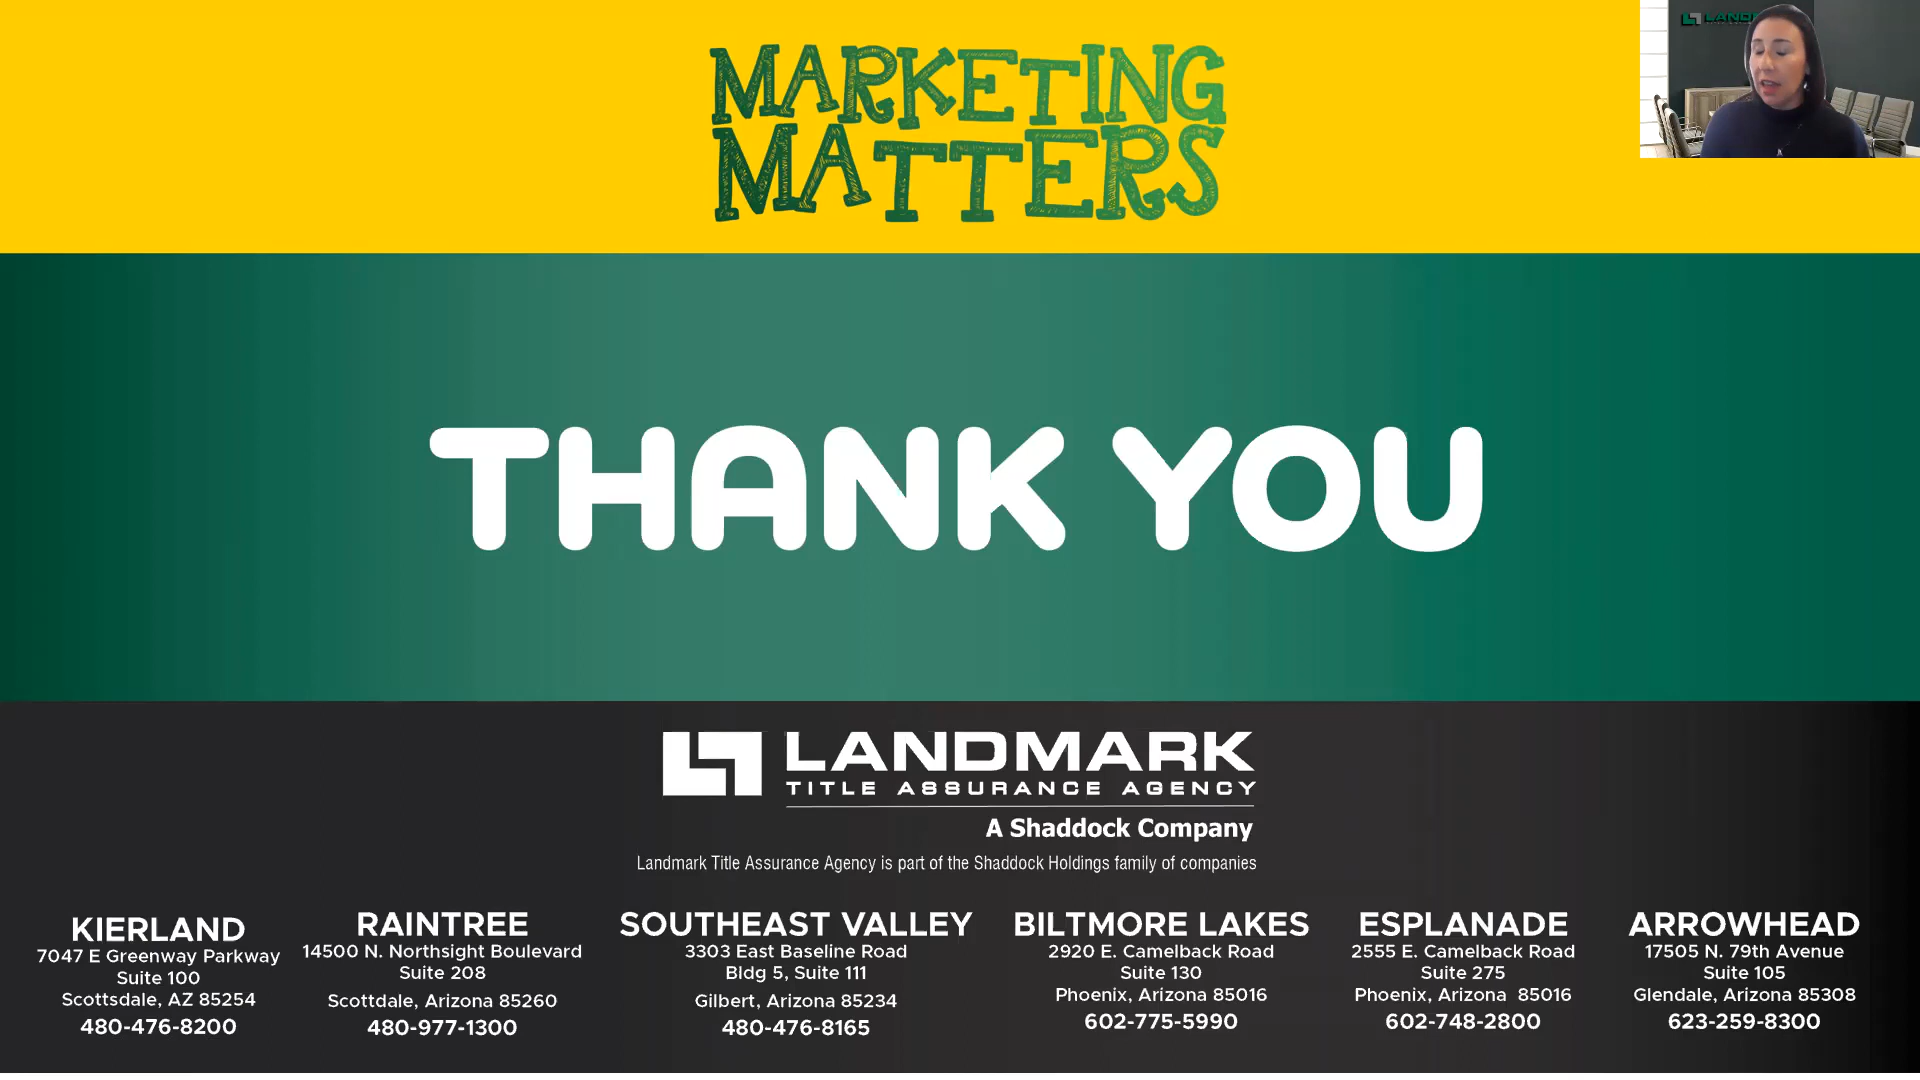 MARKETING
MATTERS
THANK YOU
LANDMARK
TITLE ASSURANCE AGENCY
A Shaddock Company
Landmark Title Assurance Agency is part of the Shaddock Holdings family of companies
KIERLAND
7047 E Greenway Parkway
Suite 100
Scottsdale, AZ 85254
480-476-8200
RAINTREE
14500 N. Northsight Boulevard
Suite 208
Scottdale, Arizona 85260
480-977-1300
SOUTHEAST VALLEY
3303 East Baseline Road
Bldg 5, Suite 111
Gilbert, Arizona 85234
480-476-8165
BILTMORE LAKES
2920 E. Camelback Road
Suite 130
Phoenix, Arizona 85016
602-775-5990
ESPLANADE
2555 E. Camelback Road
Suite 275
Phoenix, Arizona 85016
602-748-2800
ARROWHEAD
17505 N. 79th Avenue
Suite 105
Glendale, Arizona 85308
623-259-8300